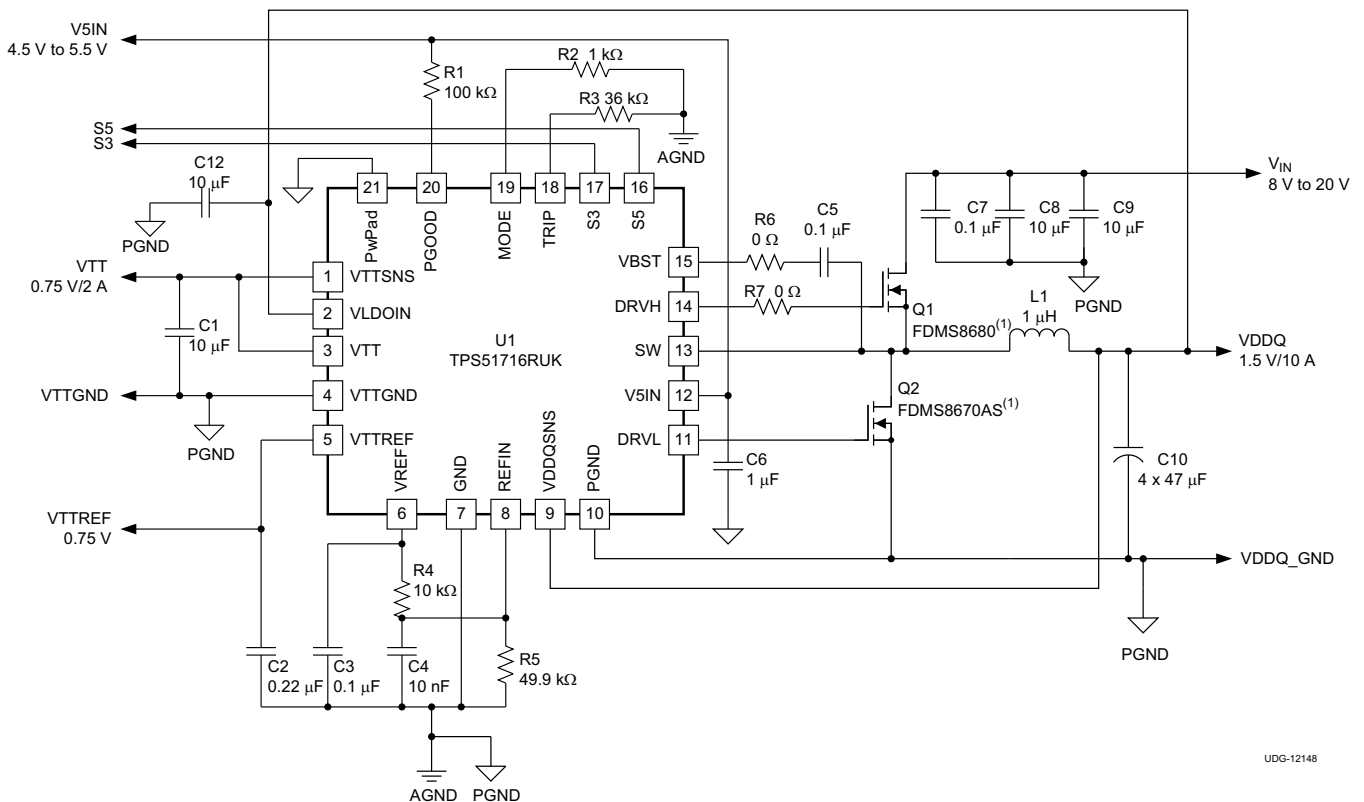 V5IN
4.5 V to 5.5 V
R1
100 kΩ
R2 1 kΩ
R3 36 kΩ
AGND
S5
S3
C12
10 μF
PGND
21
20
19
18
17
16
PwPad
PGOOD
MODE
TRIP
S3
S5
VIN
8 V to 20 V
C7
0.1 μF
C8
10 μF
C9
10 μF
PGND
R6
0 Ω
C5
0.1 μF
VTT
0.75 V/2 A
1 VTTSNS
VBST 15
2 VLDOIN
DRVH 14
R7 0 Ω
Q1
FDMS8680(1)
L1
1 μH
C1
10 μF
U1
TPS51716RUK
3 VTT
SW 13
VDDQ
1.5 V/10 A
VTTGND
4 VTTGND
V5IN 12
Q2
FDMS8670AS(1)
PGND
5 VTTREF
DRVL 11
VREF
GND
REFIN
VDDQSNS
PGND
C6
1 μF
C10
4 x 47 μF
6
7
8
9
10
VTTREF
0.75 V
VDDQ_GND
R4
10 kΩ
PGND
C2
0.22 μF
C3
0.1 μF
C4
10 nF
R5
49.9 kΩ
AGND PGND
UDG-12148